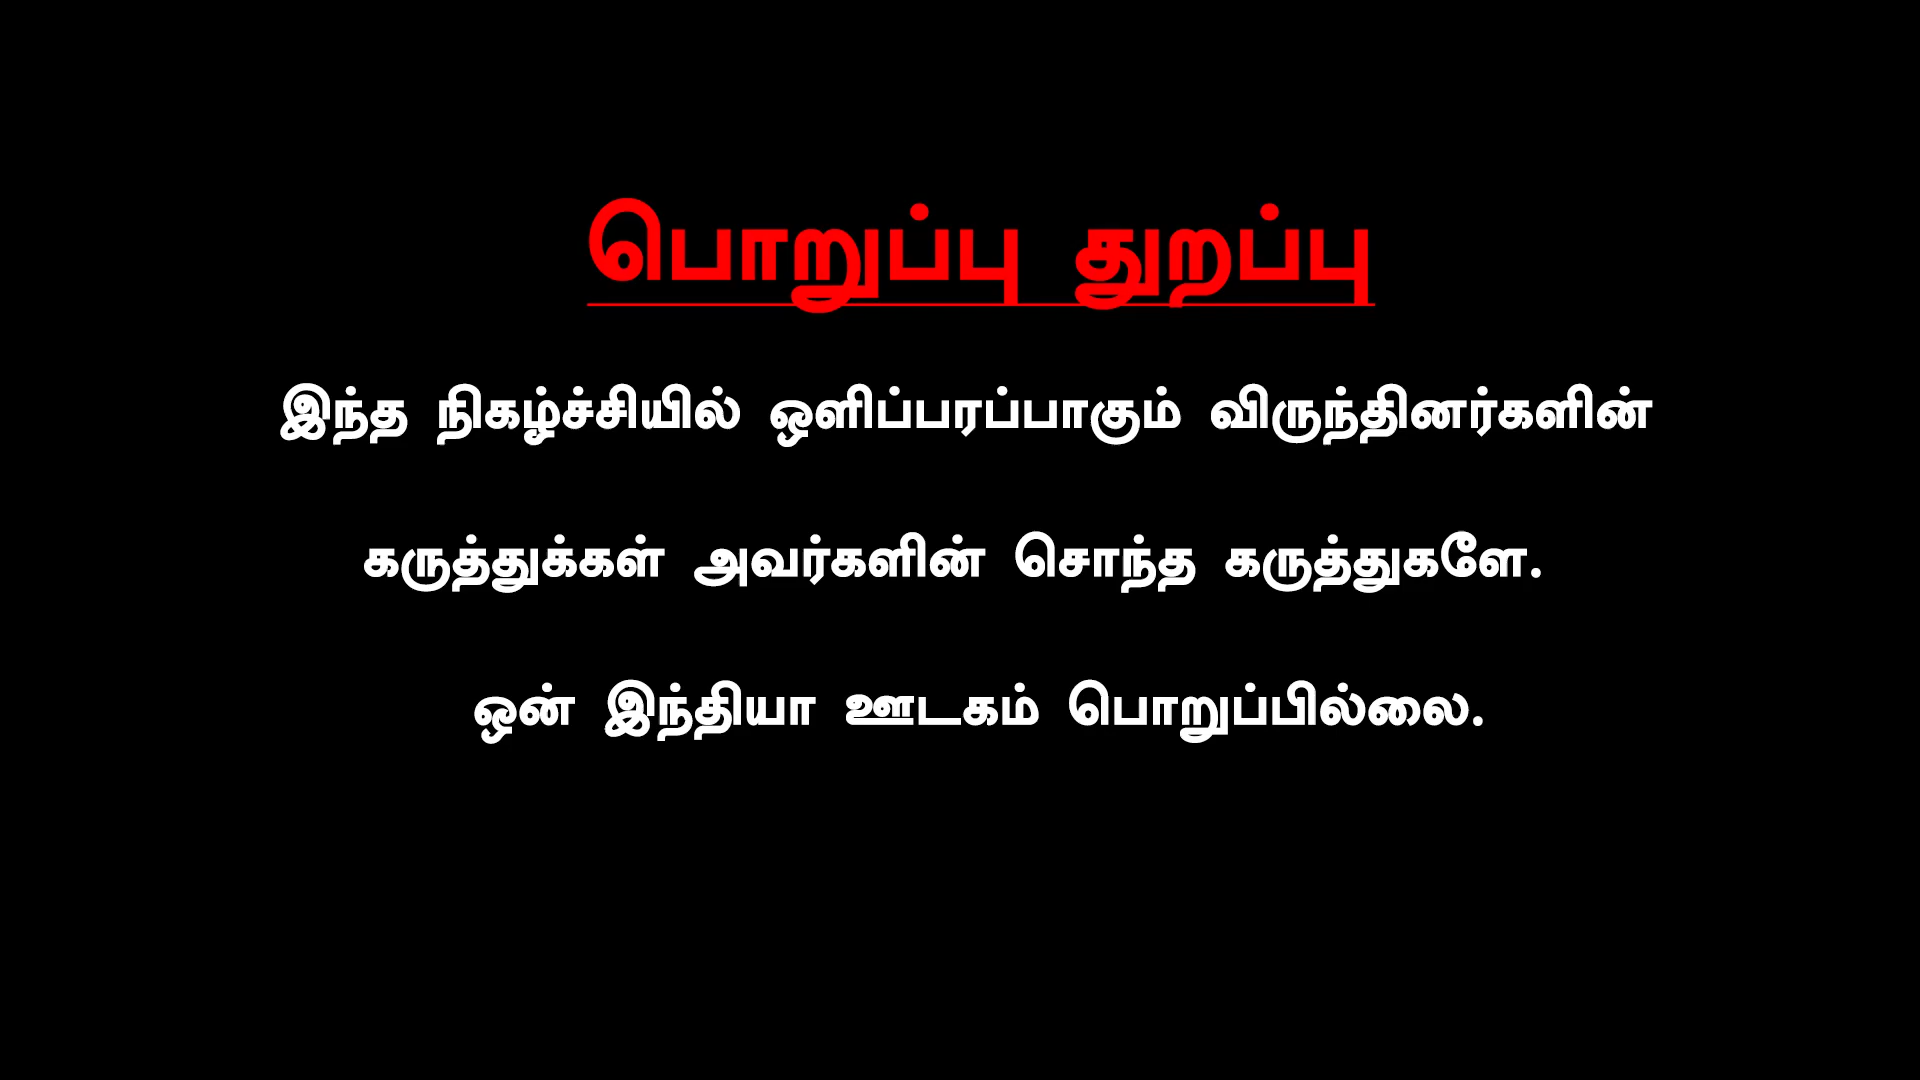 பொறுப்பு துறப்பு
இந்த நிகழ்ச்சியில் ஒளிப்பரப்பாகும் விருந்தினர்களின்
கருத்துக்கள் அவர்களின் சொந்த கருத்துகளே.
ஒன் இந்தியா ஊடகம் பொறுப்பில்லை.